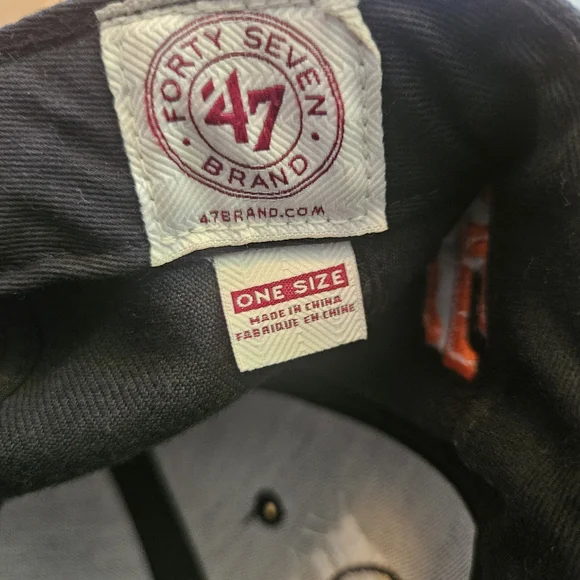 FORTY SEVEN
'47
· BRAND ·
47BRAND.COM
ONE SIZE
MADE IN CHINA
FABRIQUE EN CHINE